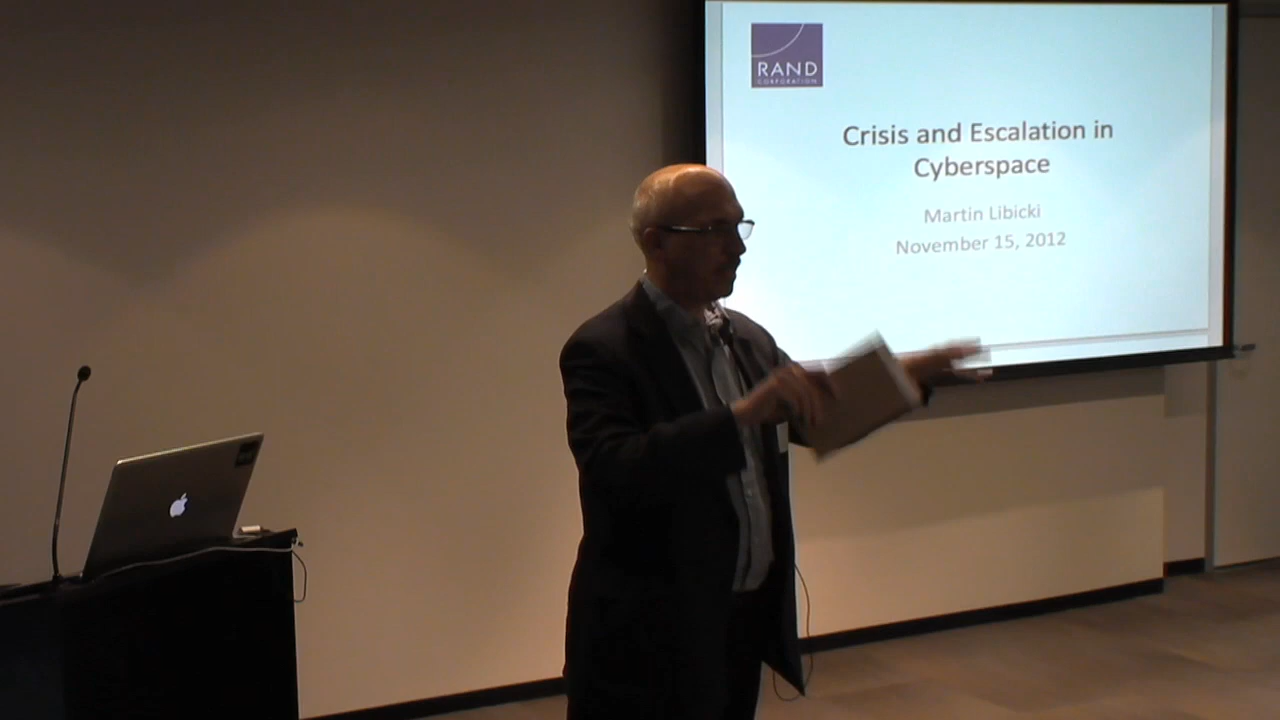 RAND
CORPORATION
Crisis and Escalation in
Cyberspace
Martin Libicki
November 15, 2012